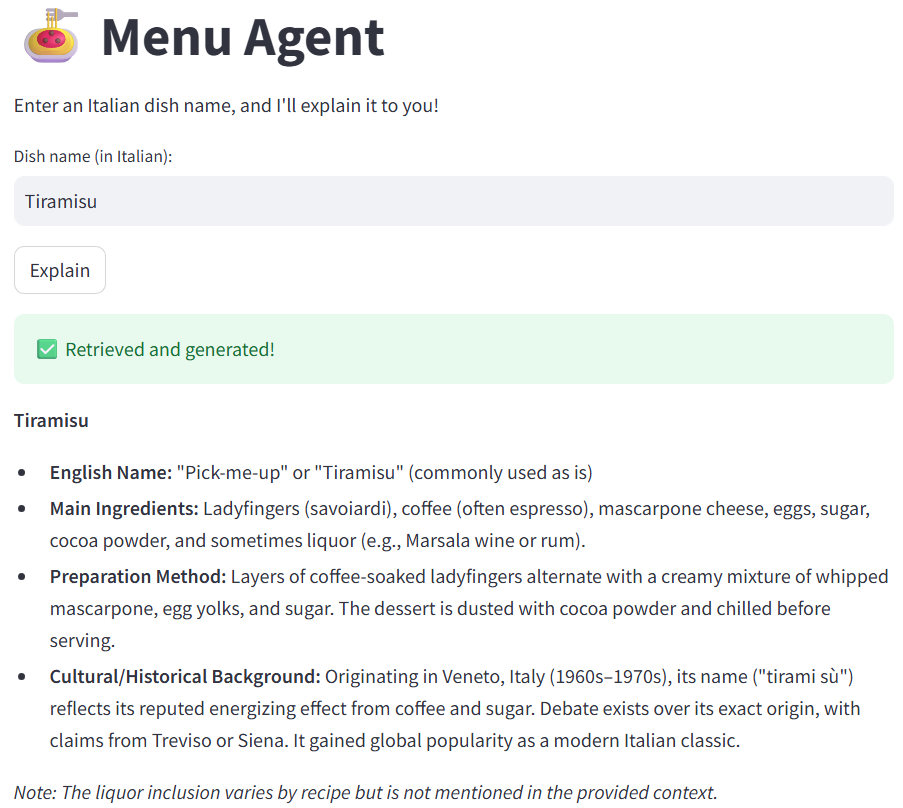 Menu Agent
Enter an Italian dish name, and I'll explain it to you!
Dish name (in Italian):
Tiramisu
Explain
Retrieved and generated!
Tiramisu
English Name: "Pick-me-up" or "Tiramisu" (commonly used as is)
Main Ingredients: Ladyfingers (savoiardi), coffee (often espresso), mascarpone cheese, eggs, sugar,
cocoa powder, and sometimes liquor (e.g., Marsala wine or rum).
Preparation Method: Layers of coffee-soaked ladyfingers alternate with a creamy mixture of whipped
mascarpone, egg yolks, and sugar. The dessert is dusted with cocoa powder and chilled before
serving.
Cultural/Historical Background: Originating in Veneto, Italy (1960s–1970s), its name ("tirami sù")
reflects its reputed energizing effect from coffee and sugar. Debate exists over its exact origin, with
claims from Treviso or Siena. It gained global popularity as a modern Italian classic.
Note: The liquor inclusion varies by recipe but is not mentioned in the provided context.